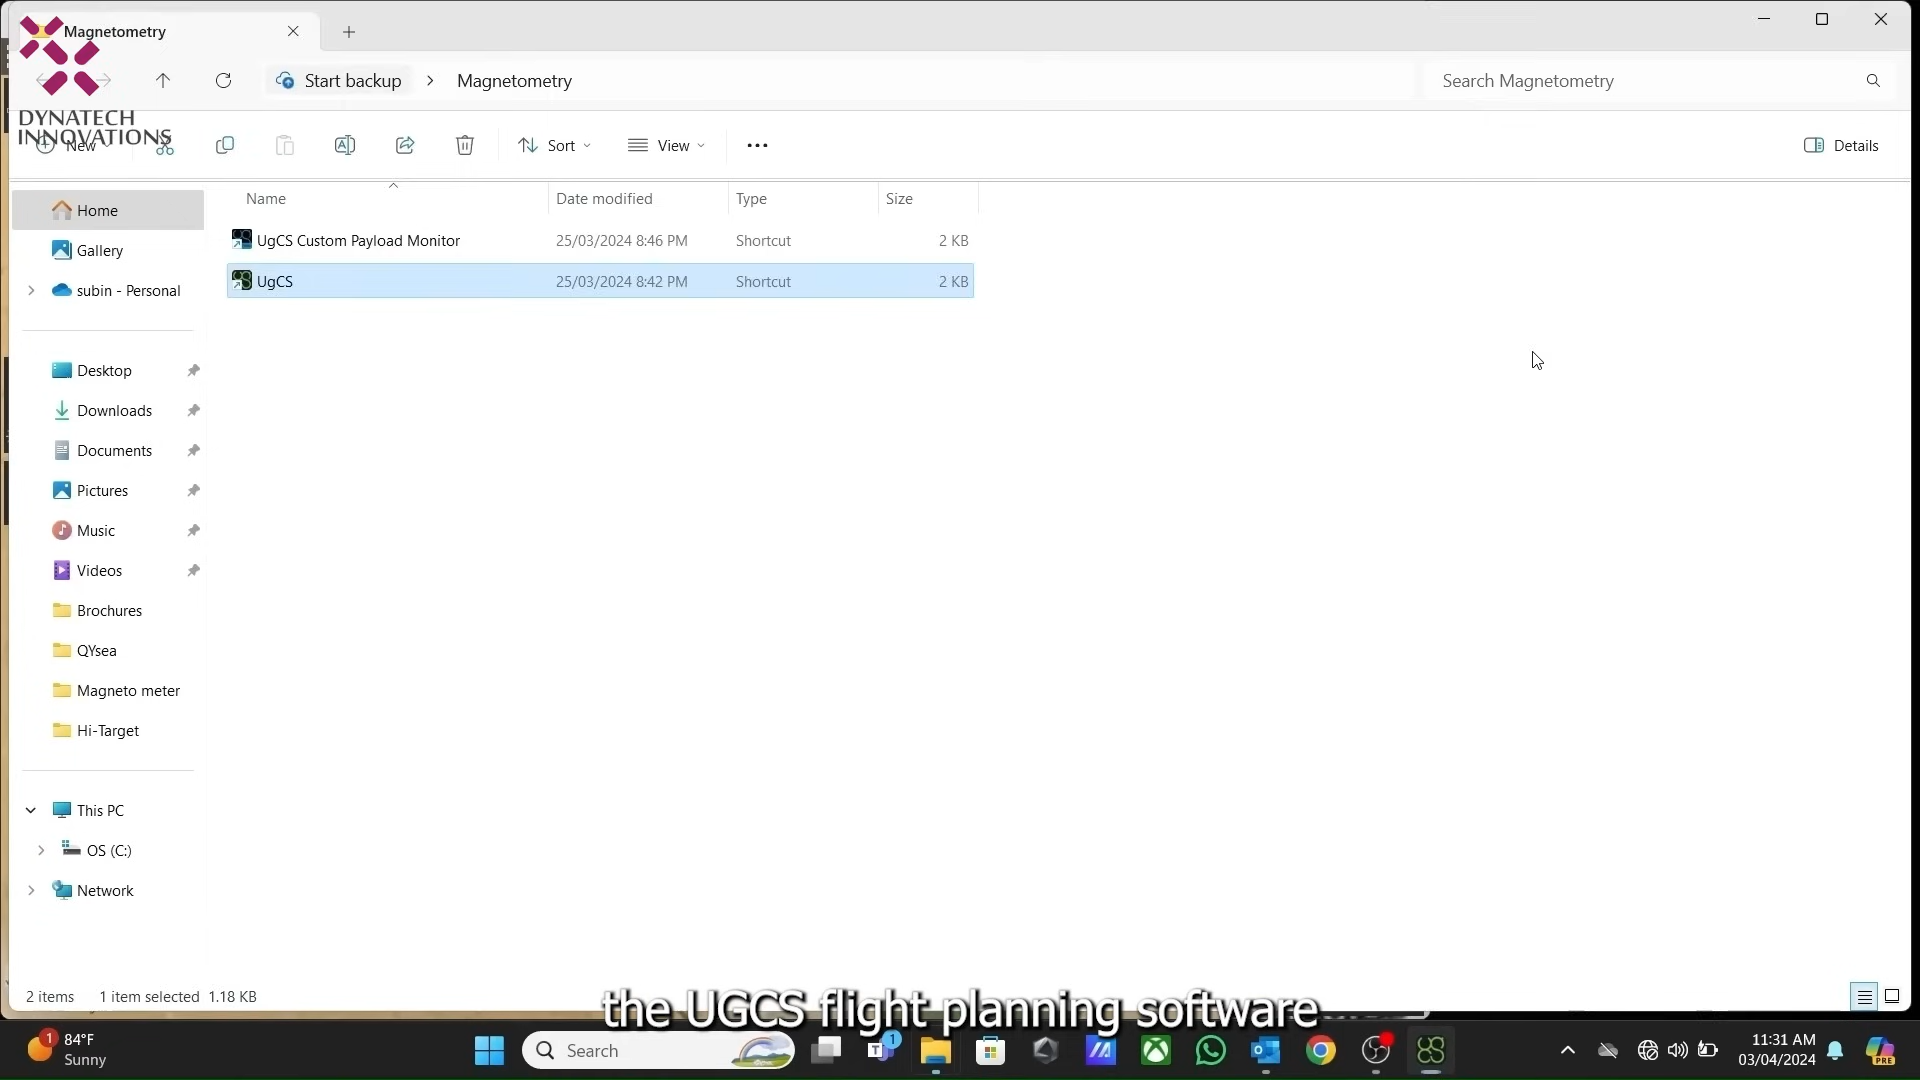 Magnetometry
Start backup
Magnetometry
Search Magnetometry
DYNATECH
INNOVATIONS
New
Sort
View
Details
Name
Date modified
Type
Size
UgCS Custom Payload Monitor
25/03/2024 8:46 PM
Shortcut
2 KB
UgCS
25/03/2024 8:42 PM
Shortcut
2 KB
Home
Gallery
subin - Personal
Desktop
Downloads
Documents
Pictures
Music
Videos
Brochures
QYsea
Magneto meter
Hi-Target
This PC
OS (C:)
Network
2 items
1 item selected 1.18 KB
the UGCS flight planning software
1
84°F
Sunny
Search
1
11:31 AM
03/04/2024
PRE